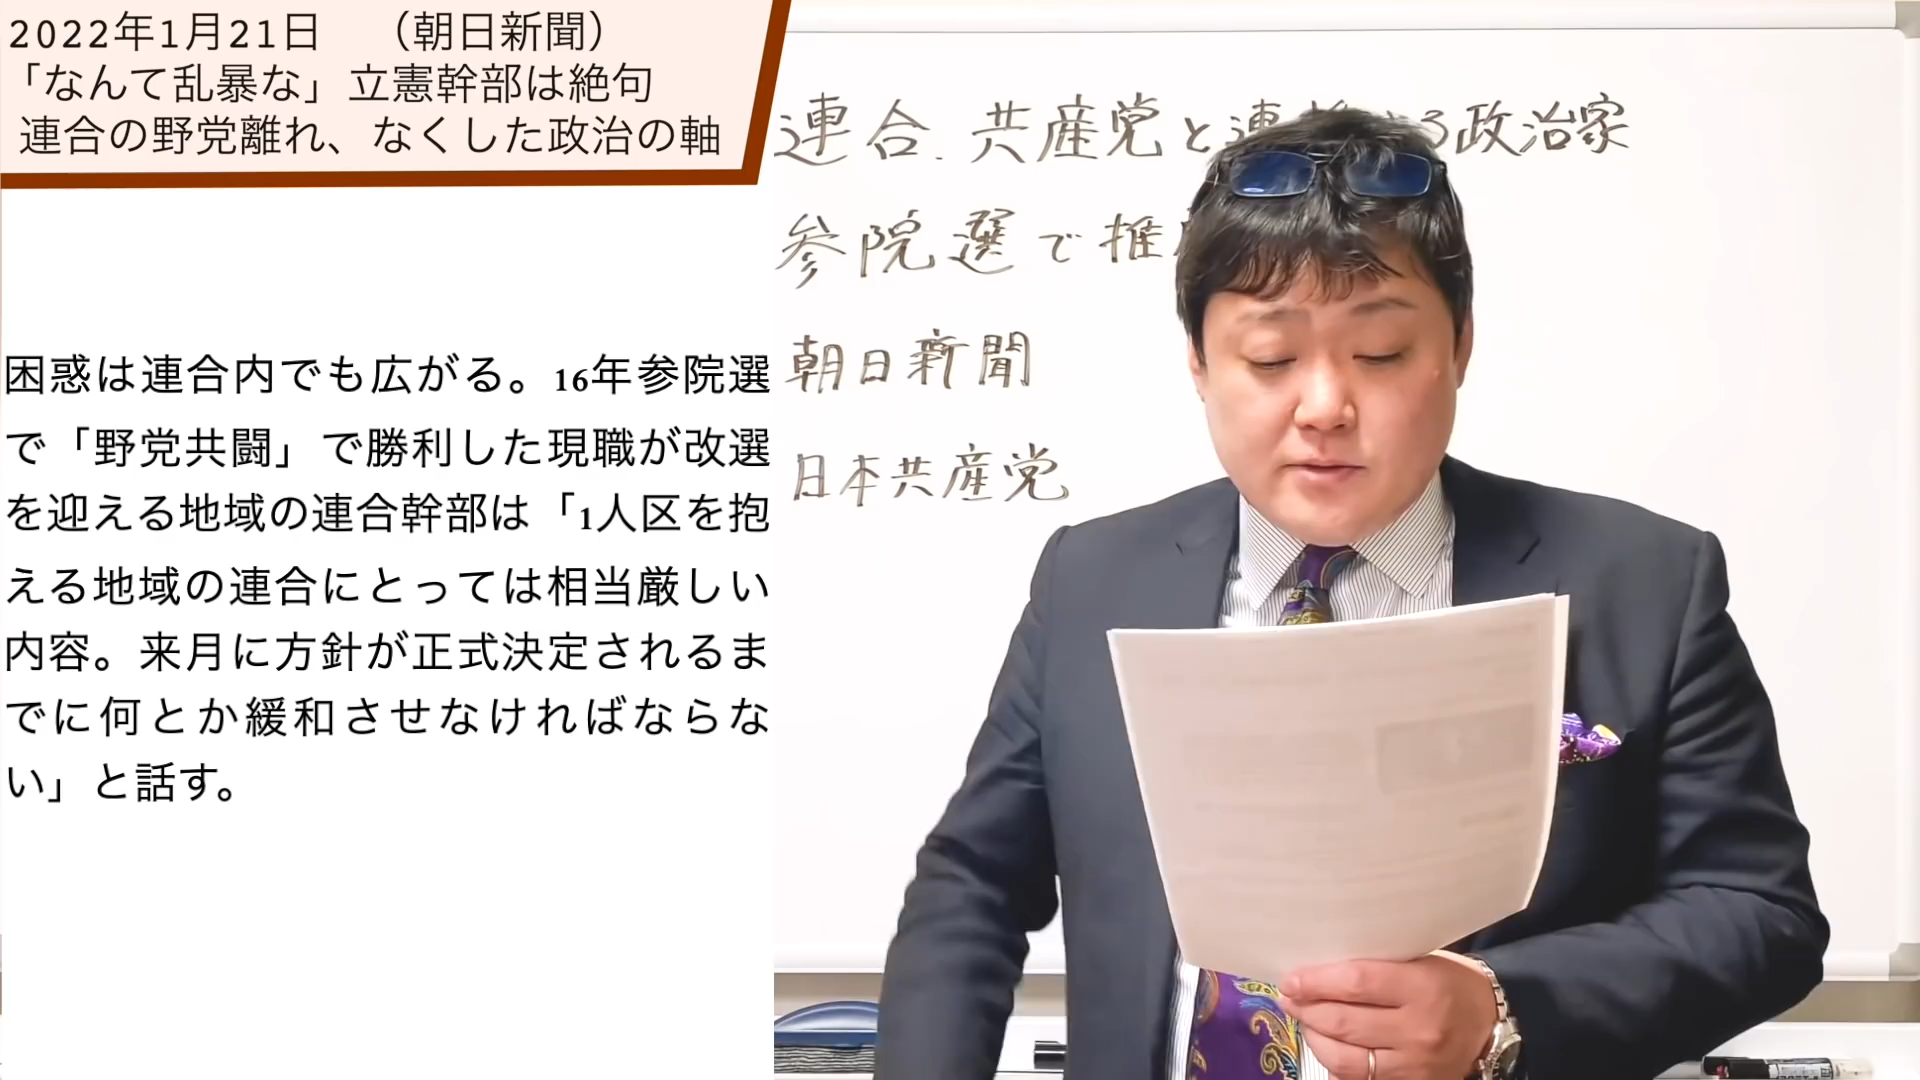 2022年1月21日 （朝日新聞）
「なんて乱暴な」立憲幹部は絶句
連合の野党離れ、なくした政治の軸
困惑は連合内でも広がる。16年参院選
で「野党共闘」で勝利した現職が改選
を迎える地域の連合幹部は「1人区を抱
える地域の連合にとっては相当厳しい
内容。来月に方針が正式決定されるま
でに何とか緩和させなければならな
い」と話す。
連合、共産党と連 る政治家
参院選で推
朝日新聞
日本共産党